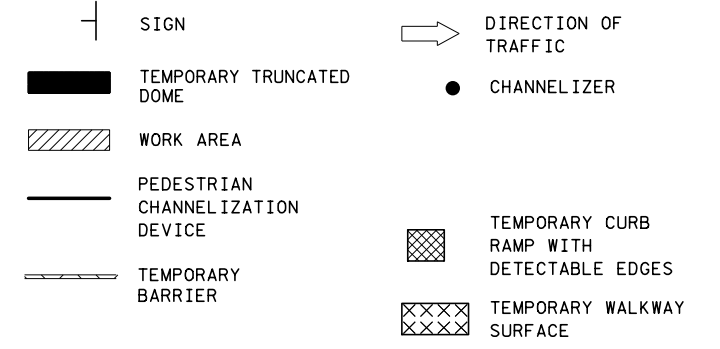 SIGN
TEMPORARY TRUNCATED
DOME
WORK AREA
PEDESTRIAN
CHANNELIZATION
DEVICE
TEMPORARY
BARRIER
DIRECTION OF
TRAFFIC
CHANNELIZER
TEMPORARY CURB
RAMP WITH
DETECTABLE EDGES
TEMPORARY WALKWAY
SURFACE